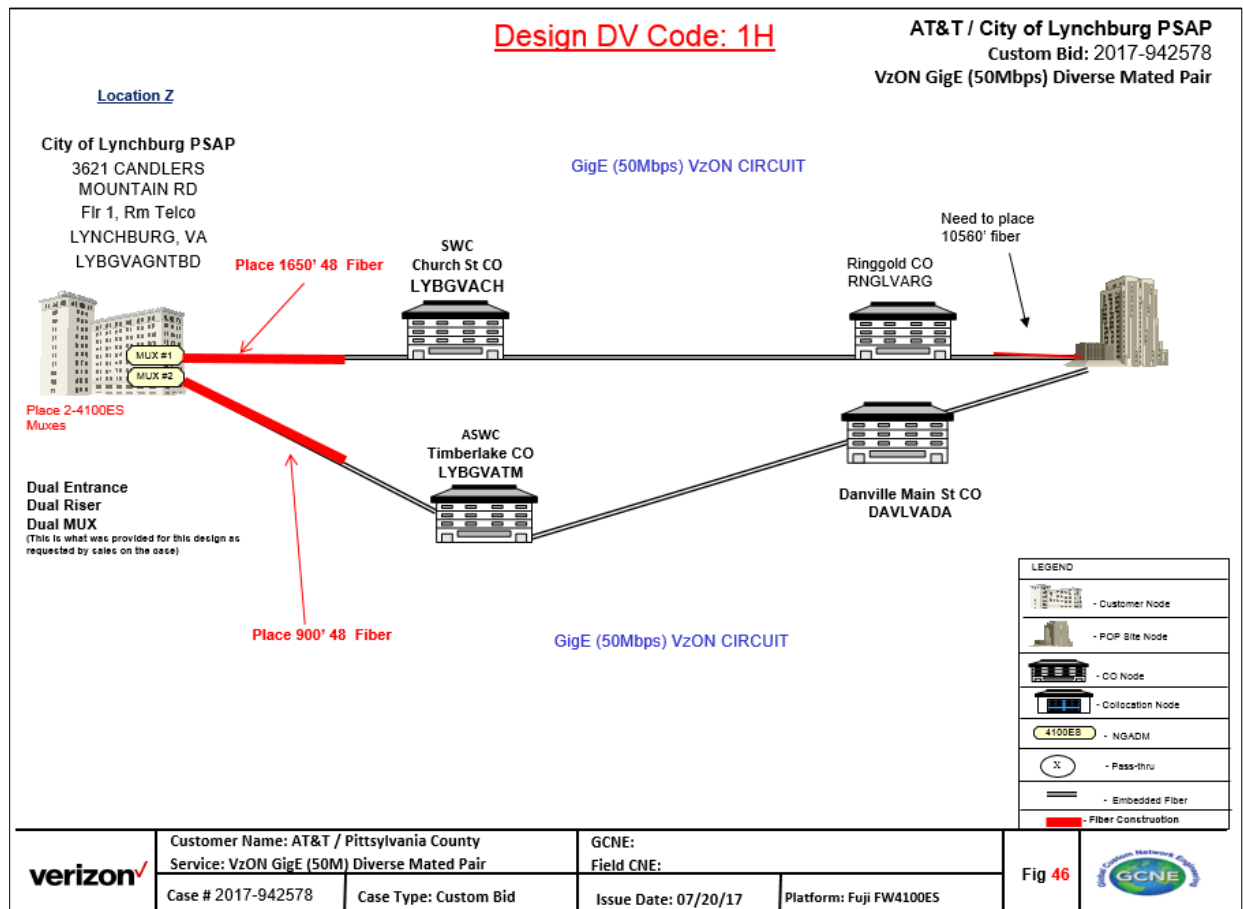 Design DV Code: 1H
AT&T / City of Lynchburg PSAP
Custom Bid: 2017-942578
VzON GigE (50Mbps) Diverse Mated Pair
Location Z
City of Lynchburg PSAP
3621 CANDLERS
MOUNTAIN RD
Flr 1, Rm Telco
LYNCHBURG, VA
LYBGVAGNTBD
GigE (50Mbps) VzON CIRCUIT
Place 1650' 48 Fiber
SWC
Church St CO
LYBGVACH
Ringgold CO
RNGLVARG
Need to place
10560' fiber
MUX #1
MUX #2
Place 2-4100ES
Muxes
ASWC
Timberlake CO
LYBGVATM
Danville Main St CO
DAVLVADA
Dual Entrance
Dual Riser
Dual MUX
(This is what was provided for this design as
requested by sales on the case)
Place 900' 48 Fiber
GigE (50Mbps) VzON CIRCUIT
LEGEND
- Customer Node
- POP Site Node
- CO Node
- Collocation Node
4100ES - NGADM
X - Pass-thru
- Embedded Fiber
- Fiber Construction
verizon✓
Customer Name: AT&T / Pittsylvania County
Service: VzON GigE (50M) Diverse Mated Pair
Case # 2017-942578
Case Type: Custom Bid
GCNE:
Field CNE:
Issue Date: 07/20/17
Platform: Fuji FW4100ES
Fig 46
Global Custom Network Engineering
GCNE